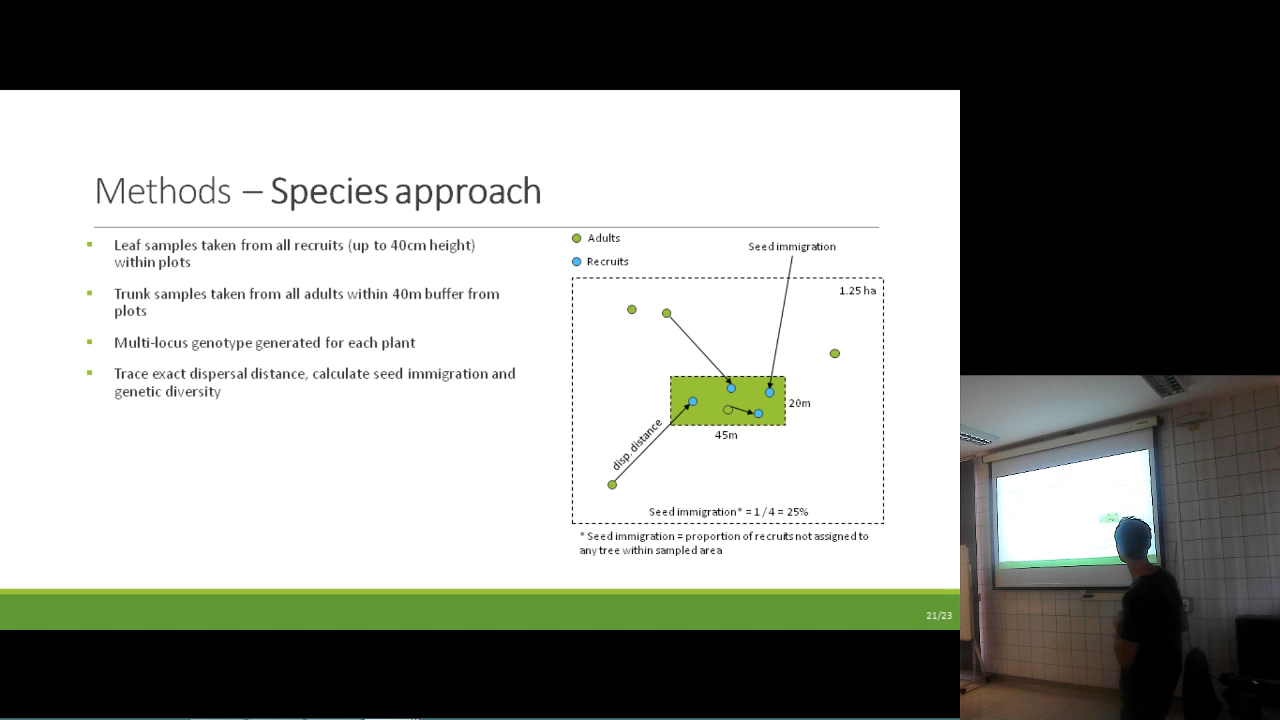 Methods – Species approach
Leaf samples taken from all recruits (up to 40cm height)
within plots
Trunk samples taken from all adults within 40m buffer from
plots
Multi-locus genotype generated for each plant
Trace exact dispersal distance, calculate seed immigration and
genetic diversity
Adults
Recruits
Seed immigration
1.25 ha
20m
45m
disp. distance
Seed immigration* = 1 / 4 = 25%
* Seed immigration = proportion of recruits not assigned to
any tree within sampled area
21/23